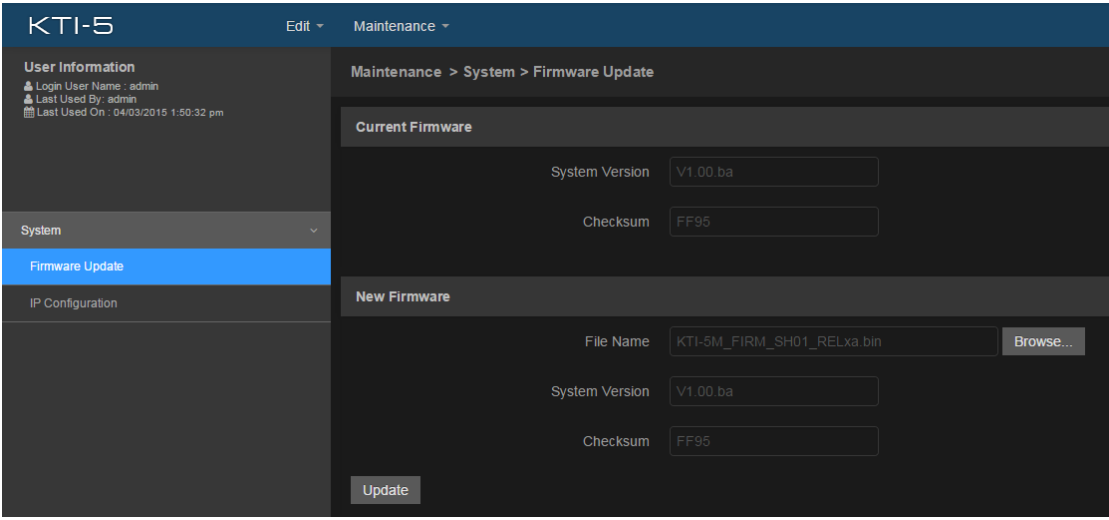 KTI-5
Edit
Maintenance
User Information
Login User Name : admin
Last Used By: admin
Last Used On : 04/03/2015 1:50:32 pm
System
Firmware Update
IP Configuration
Maintenance > System > Firmware Update
Current Firmware
System Version V1.00.ba
Checksum FF95
New Firmware
File Name KTI-5M_FIRM_SH01_RELxa.bin Browse...
System Version V1.00.ba
Checksum FF95
Update